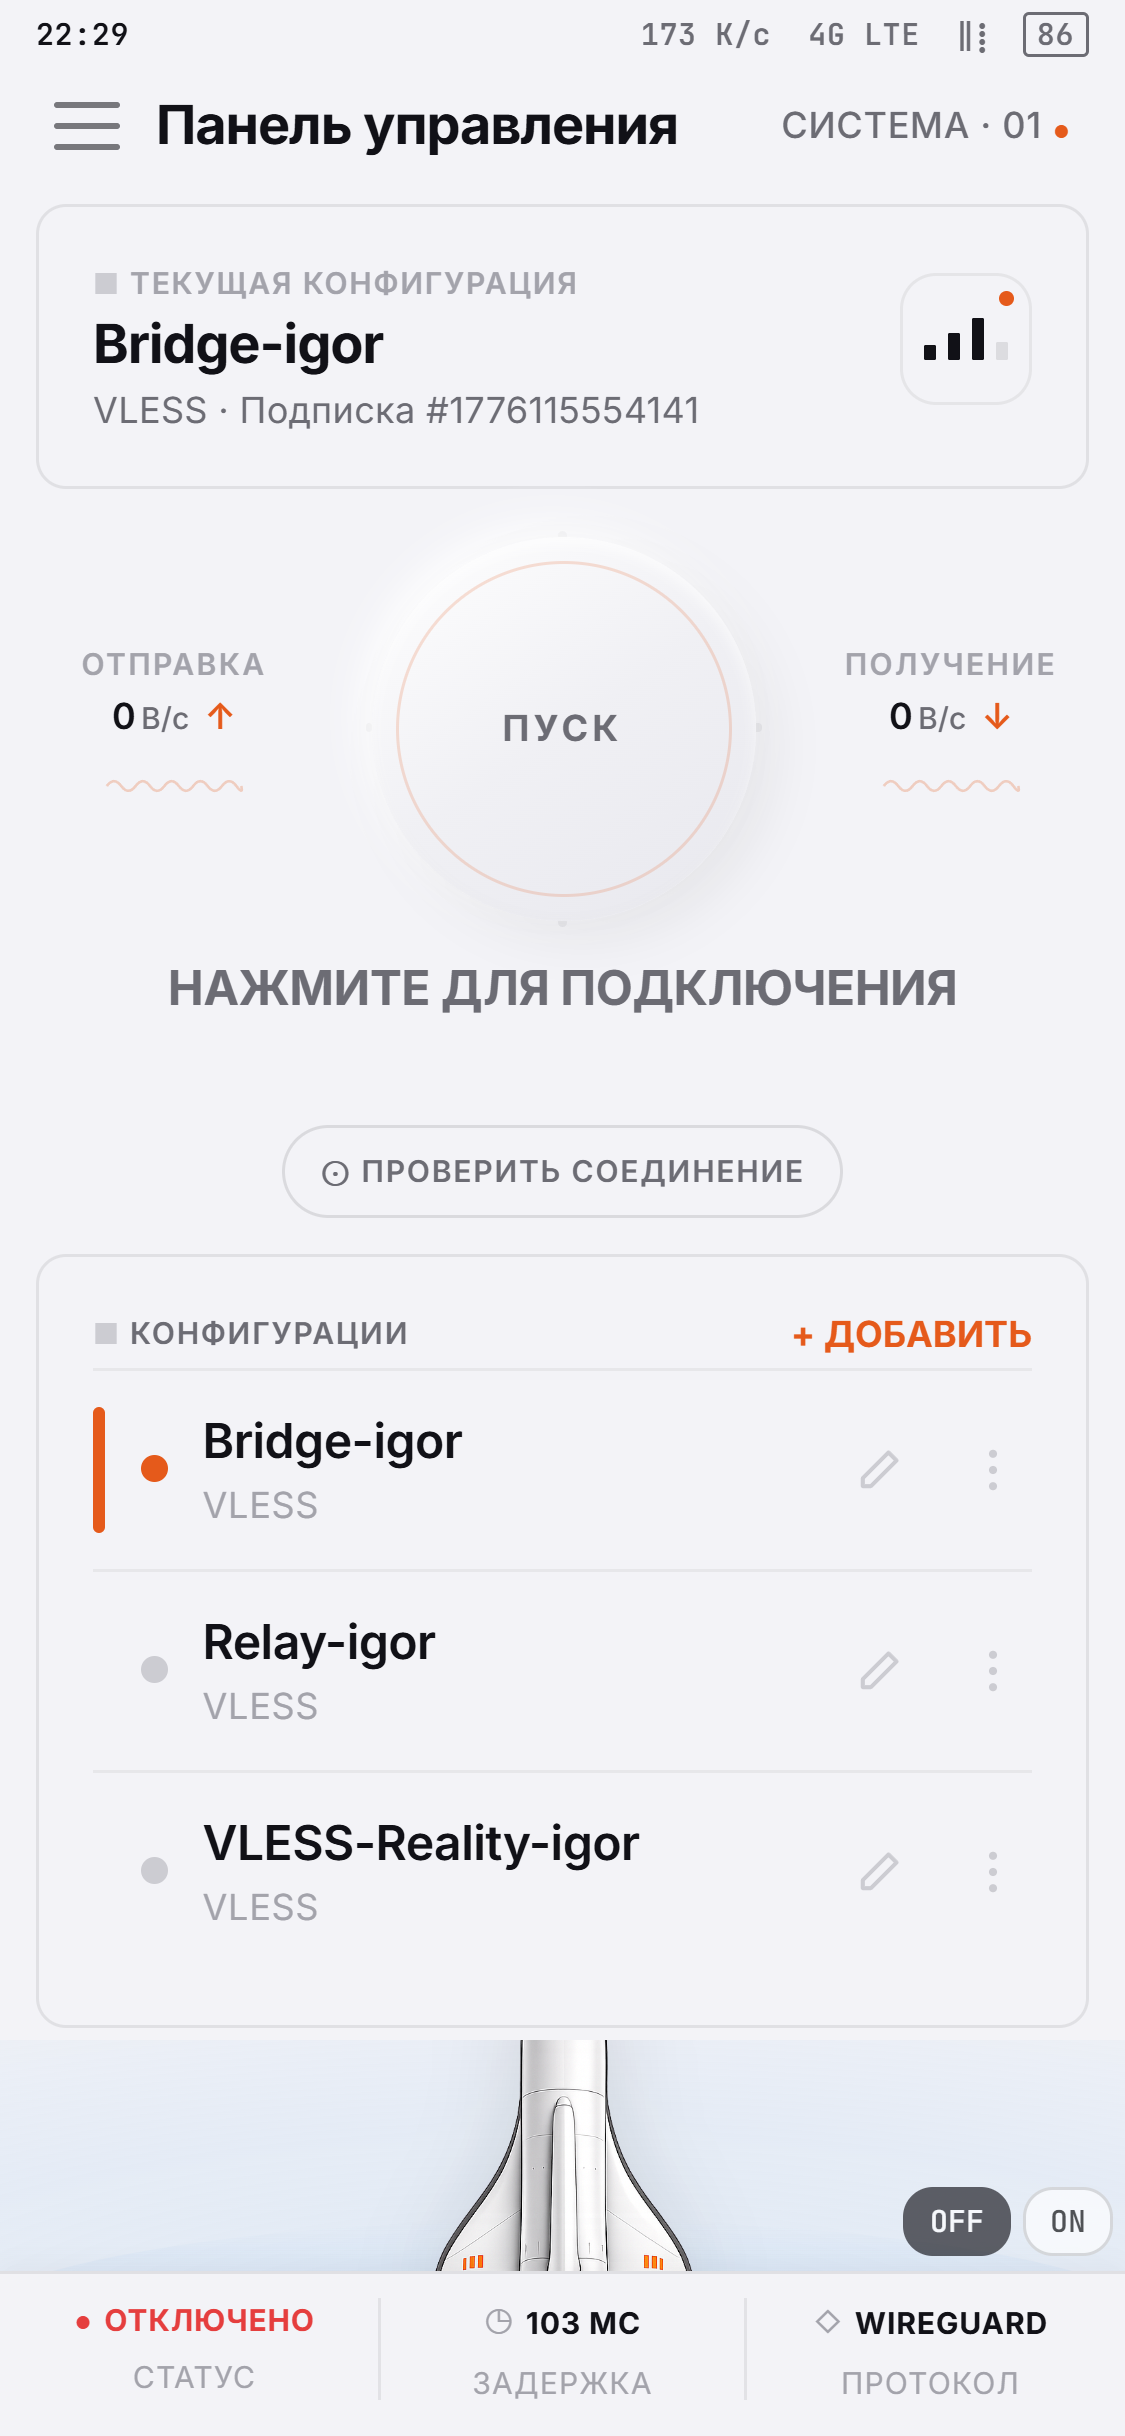 22:29 173 K/c 4G LTE 86
Панель управления СИСТЕМА · 01
ТЕКУЩАЯ КОНФИГУРАЦИЯ
Bridge-igor
VLESS · Подписка #1776115554141
ОТПРАВКА
0 B/c ↑
ПУСК
ПОЛУЧЕНИЕ
0 B/c ↓
НАЖМИТЕ ДЛЯ ПОДКЛЮЧЕНИЯ
ПРОВЕРИТЬ СОЕДИНЕНИЕ
КОНФИГУРАЦИИ + ДОБАВИТЬ
Bridge-igor
VLESS
Relay-igor
VLESS
VLESS-Reality-igor
VLESS
OFF ON
ОТКЛЮЧЕНО 103 МС WIREGUARD
СТАТУС ЗАДЕРЖКА ПРОТОКОЛ